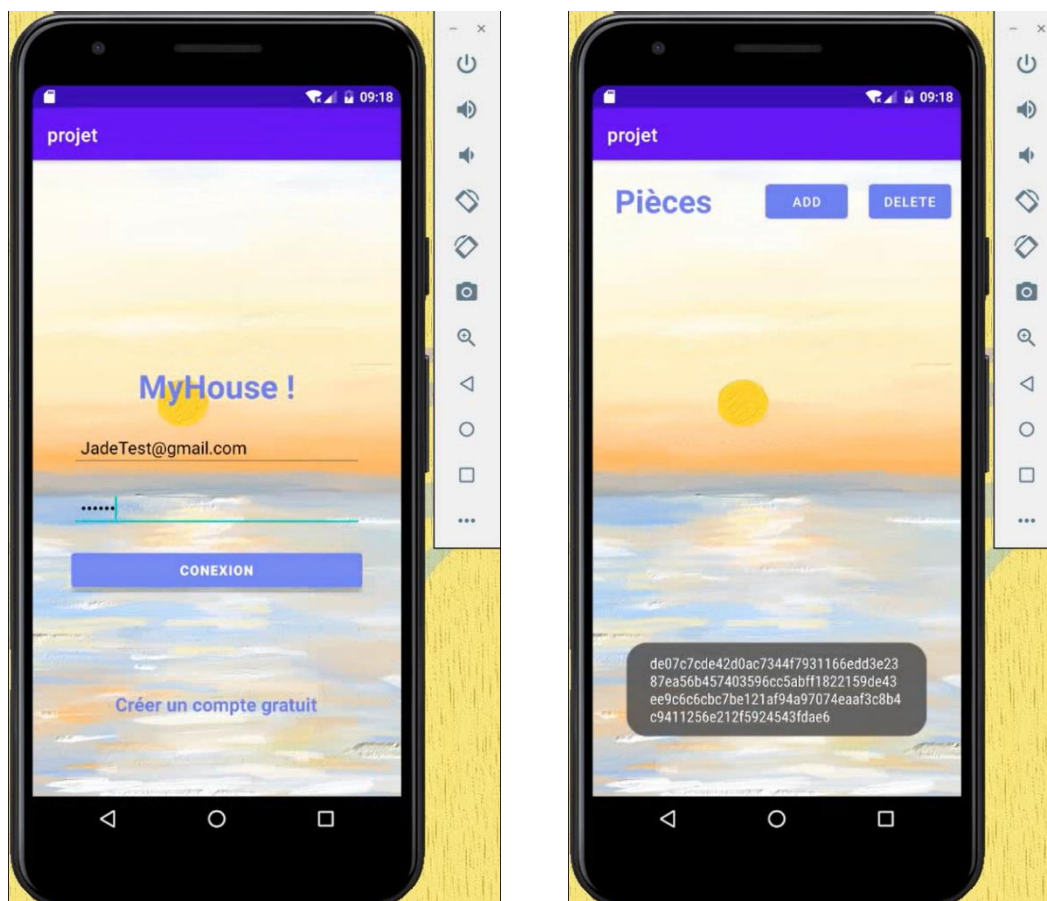 09:18
projet
MyHouse !
JadeTest@gmail.com
••••••
CONEXION
Créer un compte gratuit
09:18
projet
Pièces
ADD
DELETE
de07c7cde42d0ac7344f7931166edd3e23
87ea56b457403596cc5abff1822159de43
ee9c6c6cbc7be121af94a97074eaaf3c8b4
c9411256e212f5924543fdae6